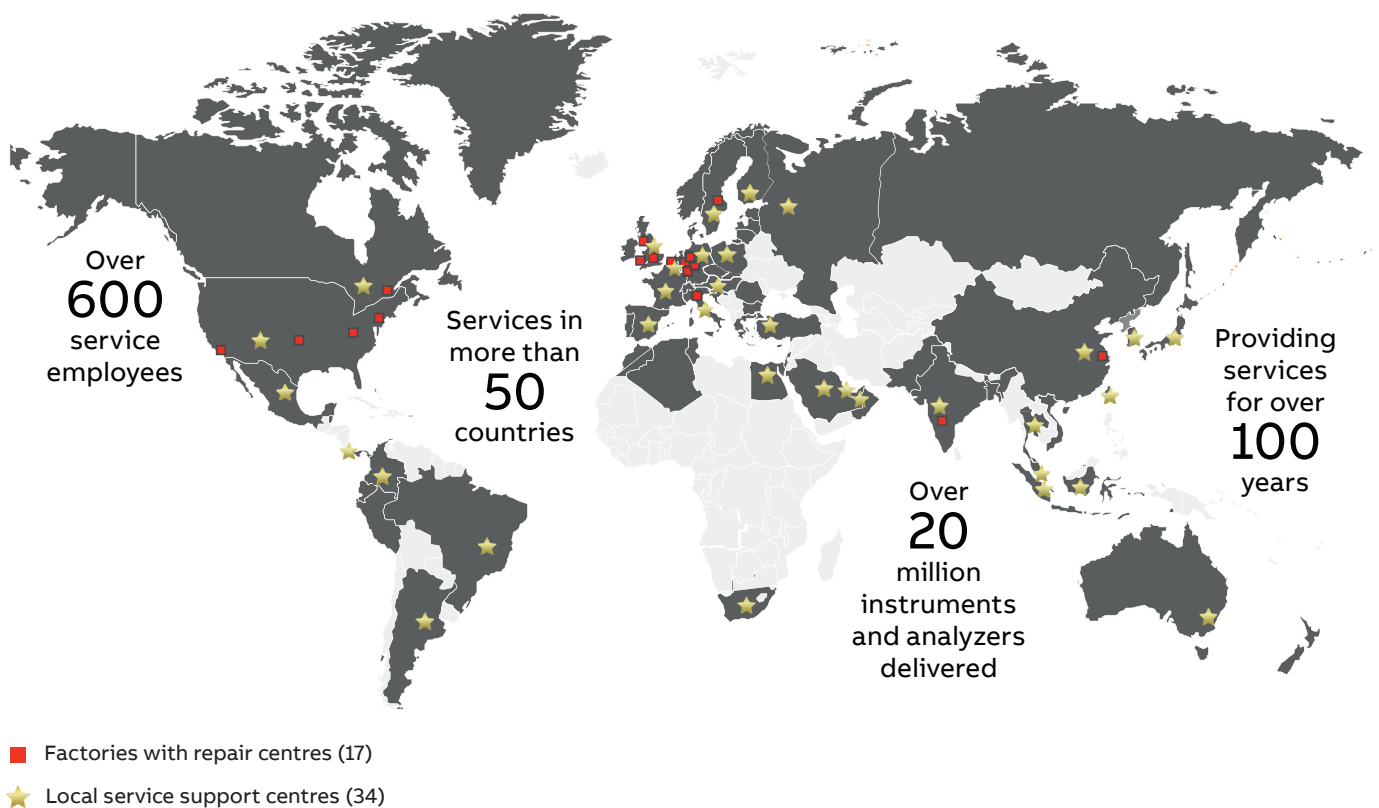 Over
600
service
employees
Services in
more than
50
countries
Providing
services
for over
100
years
Over
20
million
instruments
and analyzers
delivered
Factories with repair centres (17)
Local service support centres (34)